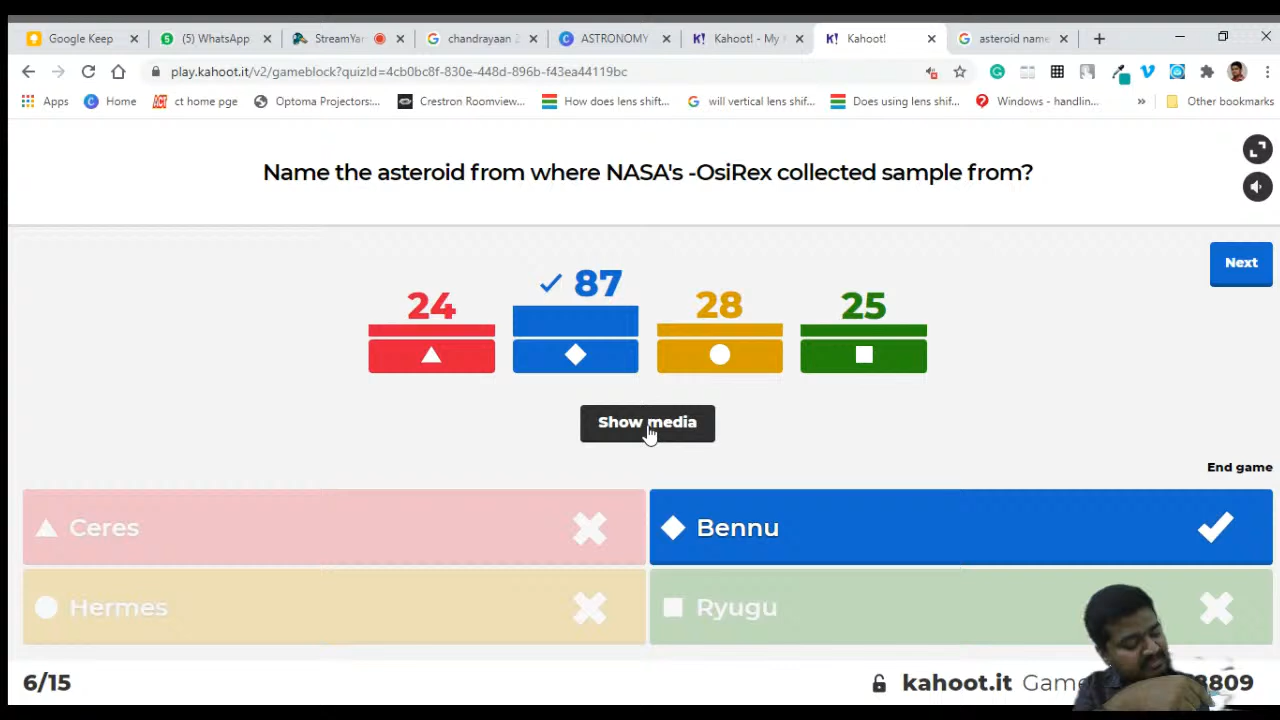 Google Keep
(5) WhatsApp
StreamYar
chandrayaan
ASTRONOMY
Kahoot! - My
Kahoot!
asteroid name
play.kahoot.it/v2/gameblock?quizId=4cb0bc8f-830e-448d-896b-f43ea44119bc
Apps
Home
ct home pge
Optoma Projectors:...
Crestron Roomview...
How does lens shift...
will vertical lens shif...
Does using lens shif...
Windows - handlin...
»
Other bookmarks
Name the asteroid from where NASA's -OsiRex collected sample from?
Next
24
87
28
25
Show media
End game
Ceres
Bennu
Hermes
Ryugu
6/15
kahoot.it Game 8809